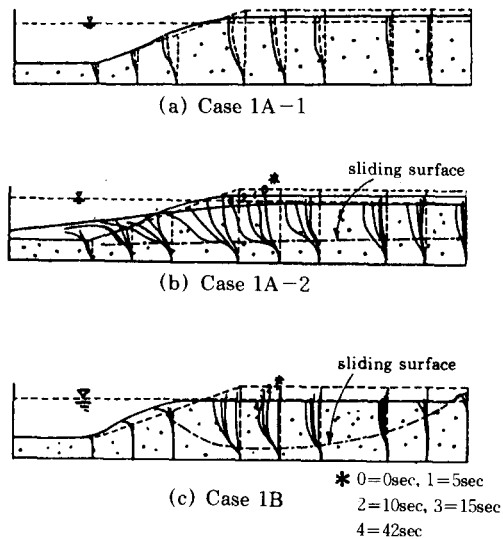 (a) Case 1A-1
*
sliding surface
(b) Case 1A-2
*
sliding surface
(c) Case 1B
* 0=0sec, 1=5sec
2=10sec, 3=15sec
4=42sec